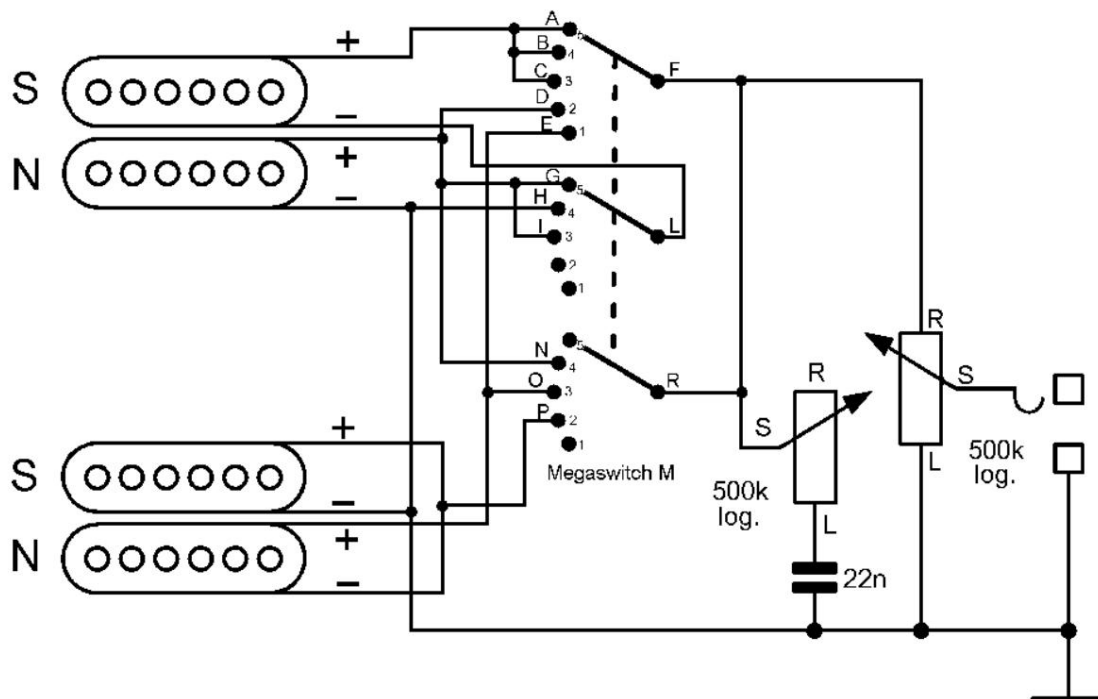 S
+
−
N
+
−
A 5
B 4
C 3
D 2
E 1
F
G 5
H 4
I 3
2
1
L
5
N 4
O 3
P 2
1
R
Megaswitch M
S
+
−
N
+
−
R
S
L
500k
log.
22n
R
S
L
500k
log.